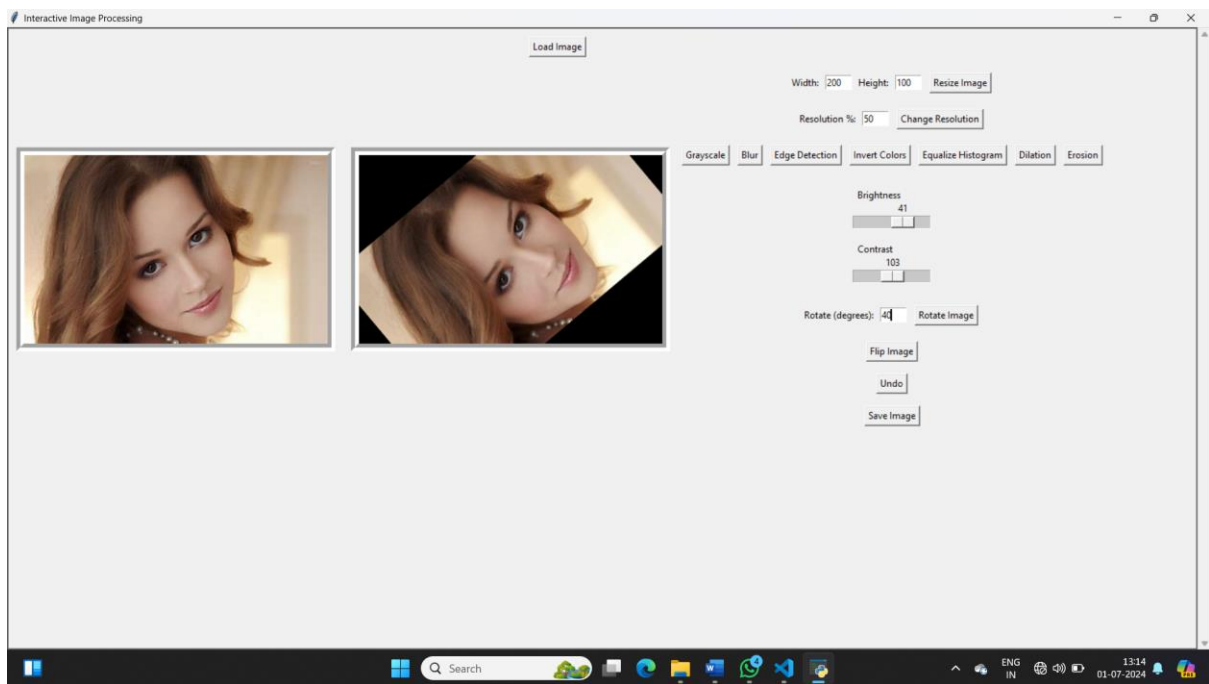 Interactive Image Processing
Load Image
Width: 200 Height: 100 Resize Image
Resolution %: 50 Change Resolution
Grayscale Blur Edge Detection Invert Colors Equalize Histogram Dilation Erosion
Brightness
41
Contrast
103
Rotate (degrees): 40 Rotate Image
Flip Image
Undo
Save Image
Search
4
ENG
IN
13:14
01-07-2024